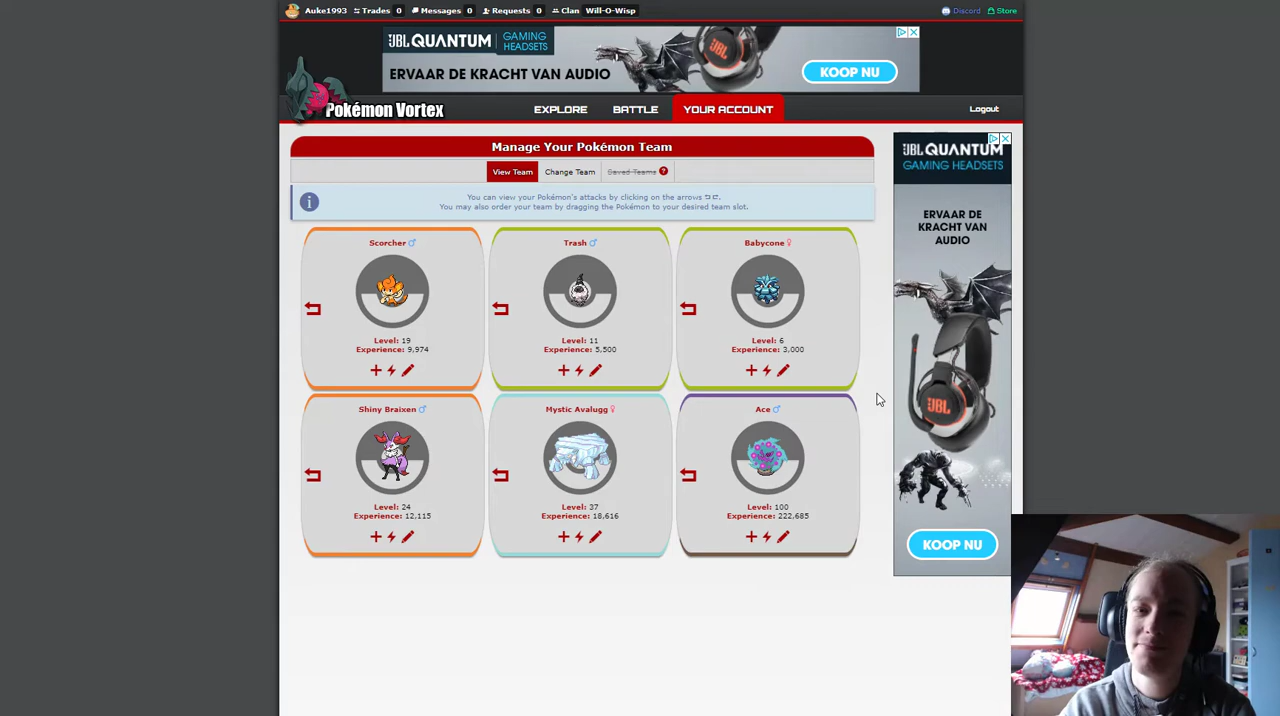 Auke1993 Trades 0 Messages 0 Requests 0 Clan Will-O-Wisp Discord Store
JBL QUANTUM GAMING HEADSETS
ERVAAR DE KRACHT VAN AUDIO
KOOP NU
Pokémon Vortex EXPLORE BATTLE YOUR ACCOUNT Logout
Manage Your Pokémon Team
View Team Change Team Saved Teams ?
You can view your Pokémon's attacks by clicking on the arrows.
You may also order your team by dragging the Pokémon to your desired team slot.
Scorcher ♂ Trash ♂ Babycone ♀
Level: 19 Level: 11 Level: 6
Experience: 9,974 Experience: 5,500 Experience: 3,000
Shiny Braixen ♂ Mystic Avalugg ♀ Ace ♂
Level: 24 Level: 37 Level: 100
Experience: 12,115 Experience: 18,616 Experience: 222,685
JBL QUANTUM
GAMING HEADSETS
ERVAAR DE
KRACHT VAN
AUDIO
JBL
KOOP NU